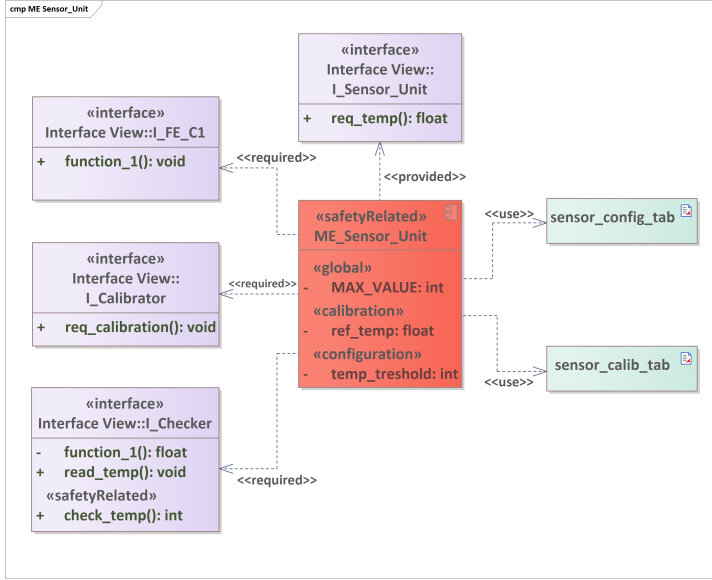 cmp ME Sensor_Unit
«interface»
Interface View::
I_Sensor_Unit
+ req_temp(): float
«interface»
Interface View::I_FE_C1
+ function_1(): void
<<required>>
<<provided>>
«safetyRelated»
ME_Sensor_Unit
«global»
- MAX_VALUE: int
«calibration»
- ref_temp: float
«configuration»
- temp_treshold: int
<<use>>
sensor_config_tab
«interface»
Interface View::
I_Calibrator
+ req_calibration(): void
<<required>>
<<use>>
sensor_calib_tab
«interface»
Interface View::I_Checker
- function_1(): float
+ read_temp(): void
«safetyRelated»
+ check_temp(): int
<<required>>